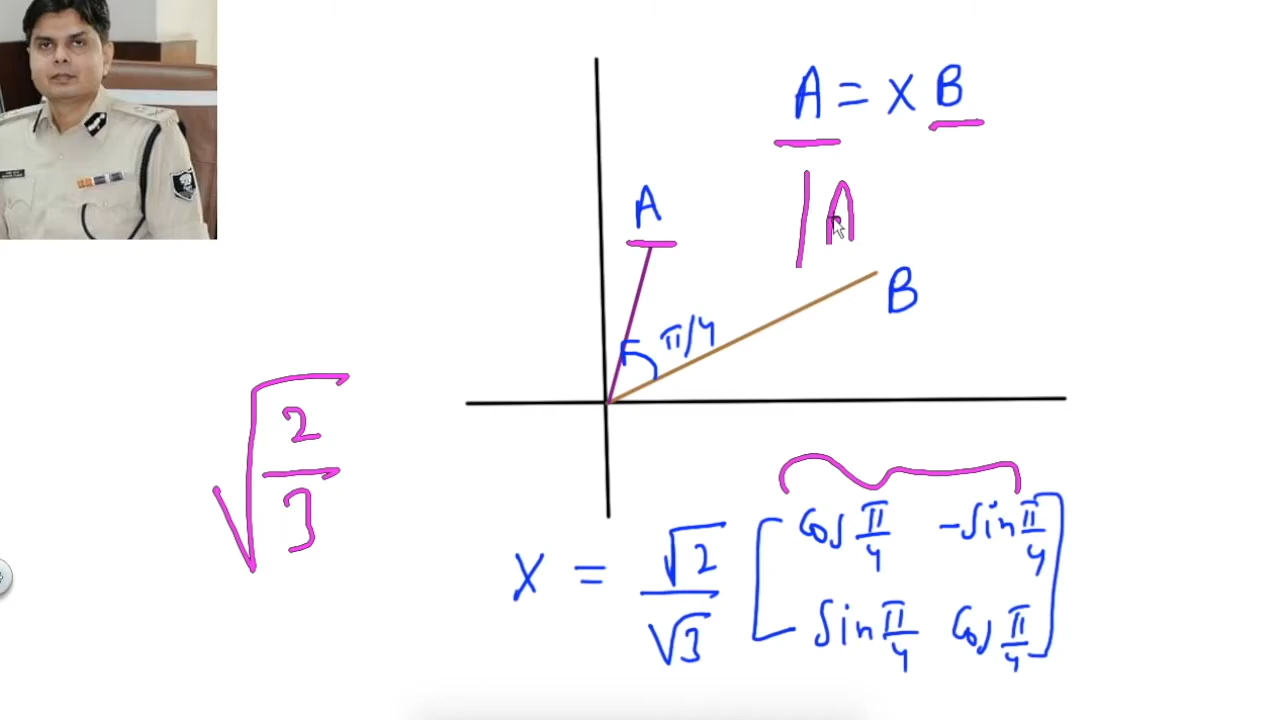 A = X B
|A
A
B
π/4
√2/3
X = √2/√3 [cos π/4 -sin π/4
sin π/4 cos π/4]